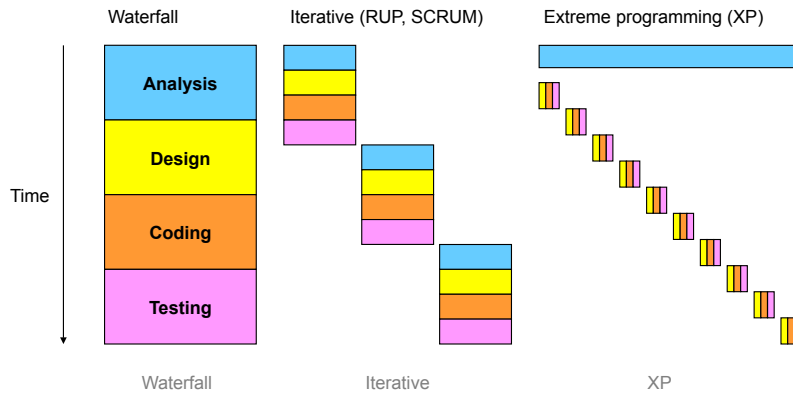 Waterfall
Iterative (RUP, SCRUM)
Extreme programming (XP)
Analysis
Design
Time
Coding
Testing
Waterfall
Iterative
XP